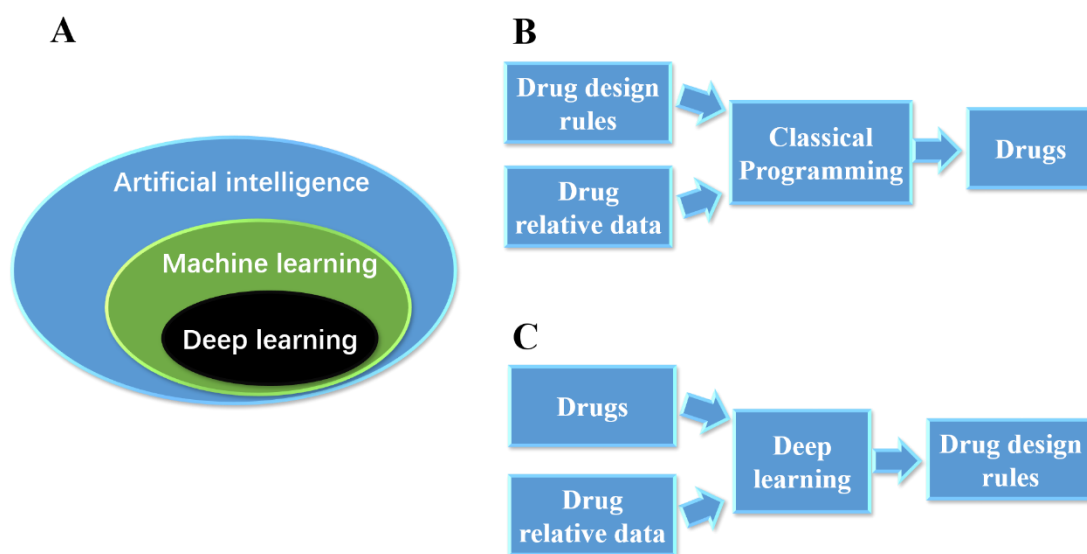 A
Artificial intelligence
Machine learning
Deep learning
B
Drug design
rules
Drug
relative data
Classical
Programming
Drugs
C
Drugs
Drug
relative data
Deep
learning
Drug design
rules